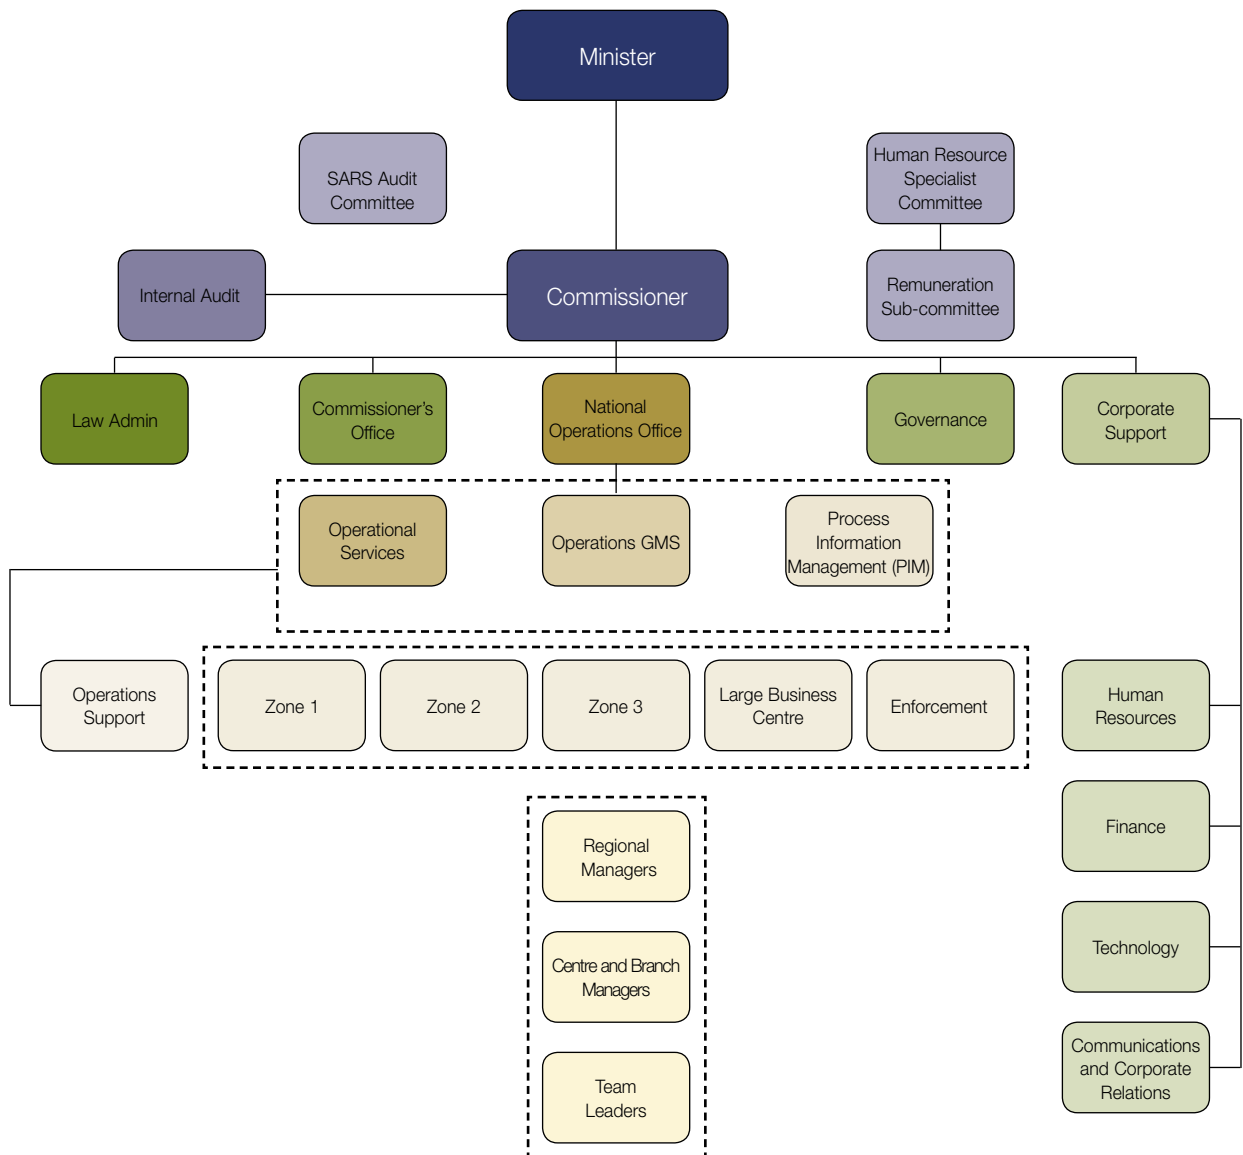 Minister
SARS Audit
Committee
Human Resource
Specialist
Committee
Internal Audit
Commissioner
Remuneration
Sub-committee
Law Admin
Commissioner's
Office
National
Operations Office
Governance
Corporate
Support
Operational
Services
Operations GMS
Process
Information
Management (PIM)
Operations
Support
Zone 1
Zone 2
Zone 3
Large Business
Centre
Enforcement
Human
Resources
Regional
Managers
Finance
Centre and Branch
Managers
Technology
Team
Leaders
Communications
and Corporate
Relations